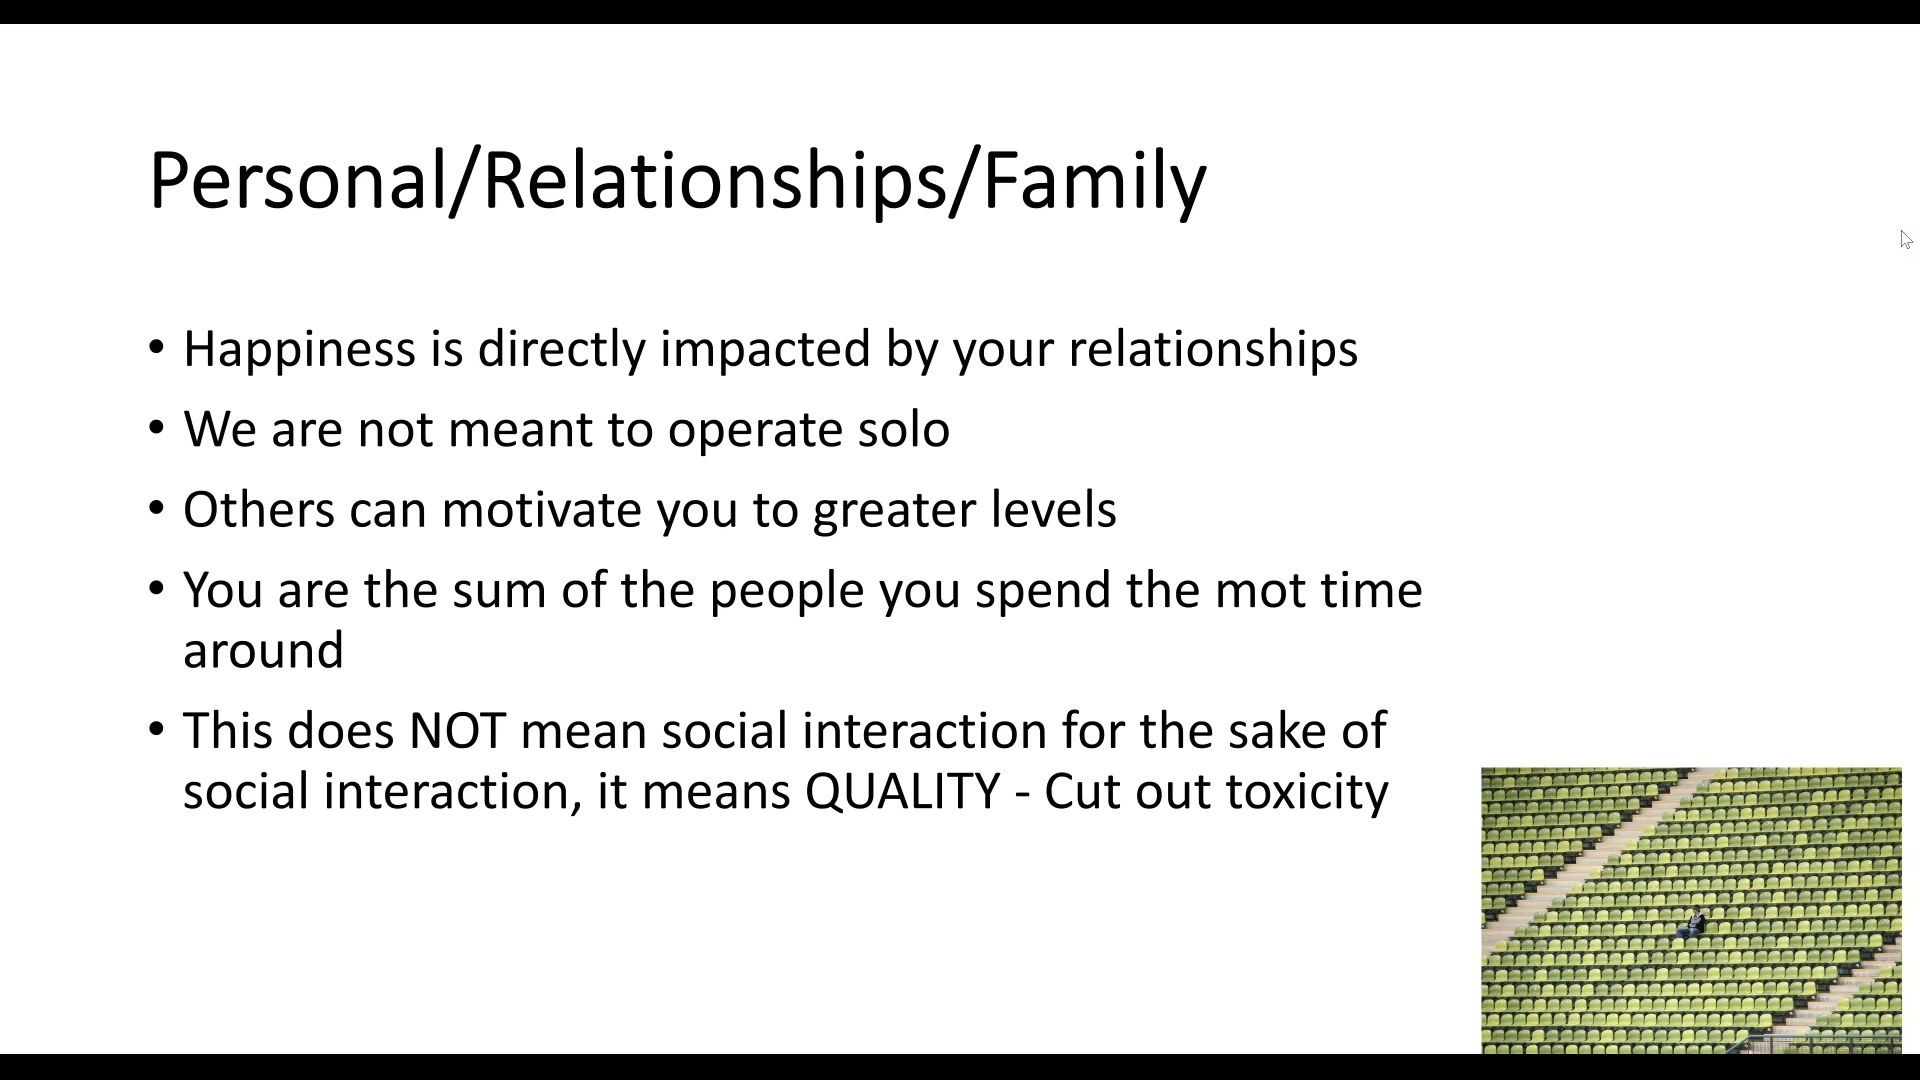 Personal/Relationships/Family
• Happiness is directly impacted by your relationships
• We are not meant to operate solo
• Others can motivate you to greater levels
• You are the sum of the people you spend the mot time
around
• This does NOT mean social interaction for the sake of
social interaction, it means QUALITY - Cut out toxicity